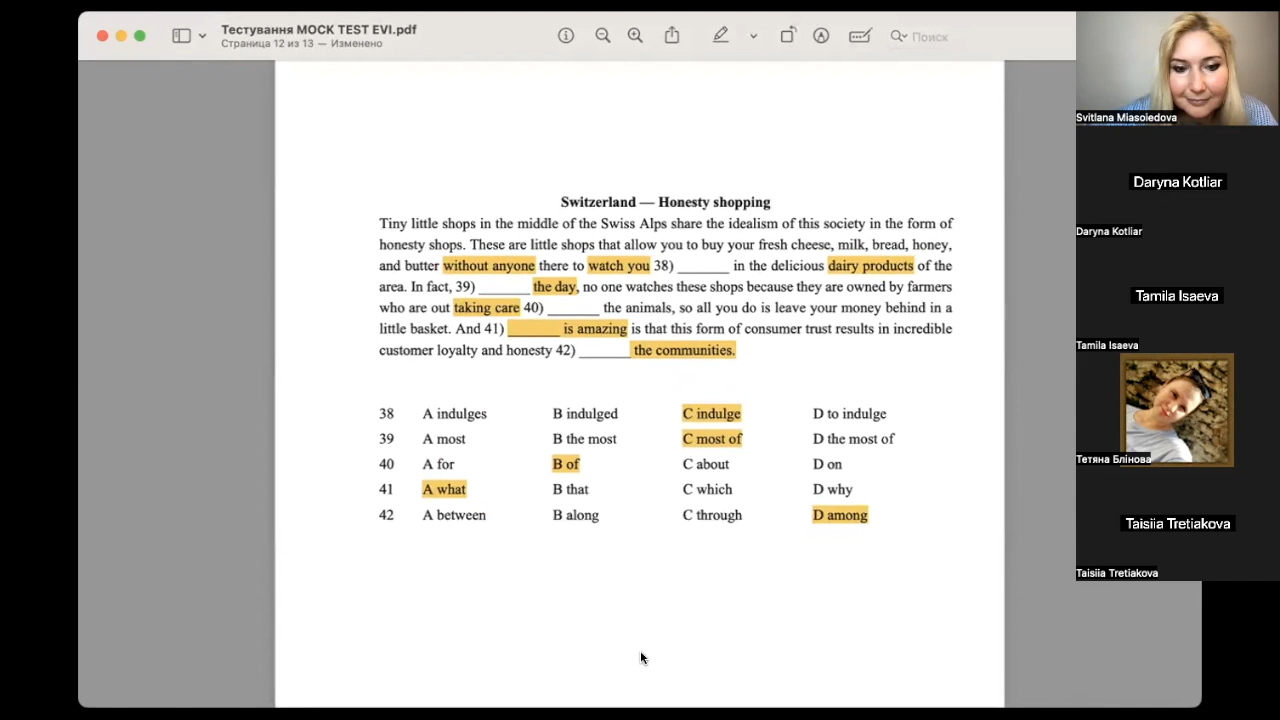 Тестування MOCK TEST EVI.pdf
Страница 12 из 13 — Изменено
Поиск
Switzerland — Honesty shopping
Tiny little shops in the middle of the Swiss Alps share the idealism of this society in the form of
honesty shops. These are little shops that allow you to buy your fresh cheese, milk, bread, honey,
and butter without anyone there to watch you 38) _______ in the delicious dairy products of the
area. In fact, 39) _______ the day, no one watches these shops because they are owned by farmers
who are out taking care 40) _______ the animals, so all you do is leave your money behind in a
little basket. And 41) _______ is amazing is that this form of consumer trust results in incredible
customer loyalty and honesty 42) _______ the communities.
38 A indulges B indulged C indulge D to indulge
39 A most B the most C most of D the most of
40 A for B of C about D on
41 A what B that C which D why
42 A between B along C through D among
Svitlana Miasoiedova
Daryna Kotliar
Daryna Kotliar
Tamila Isaeva
Tamila Isaeva
Тетяна Блінова
Taisiia Tretiakova
Taisiia Tretiakova